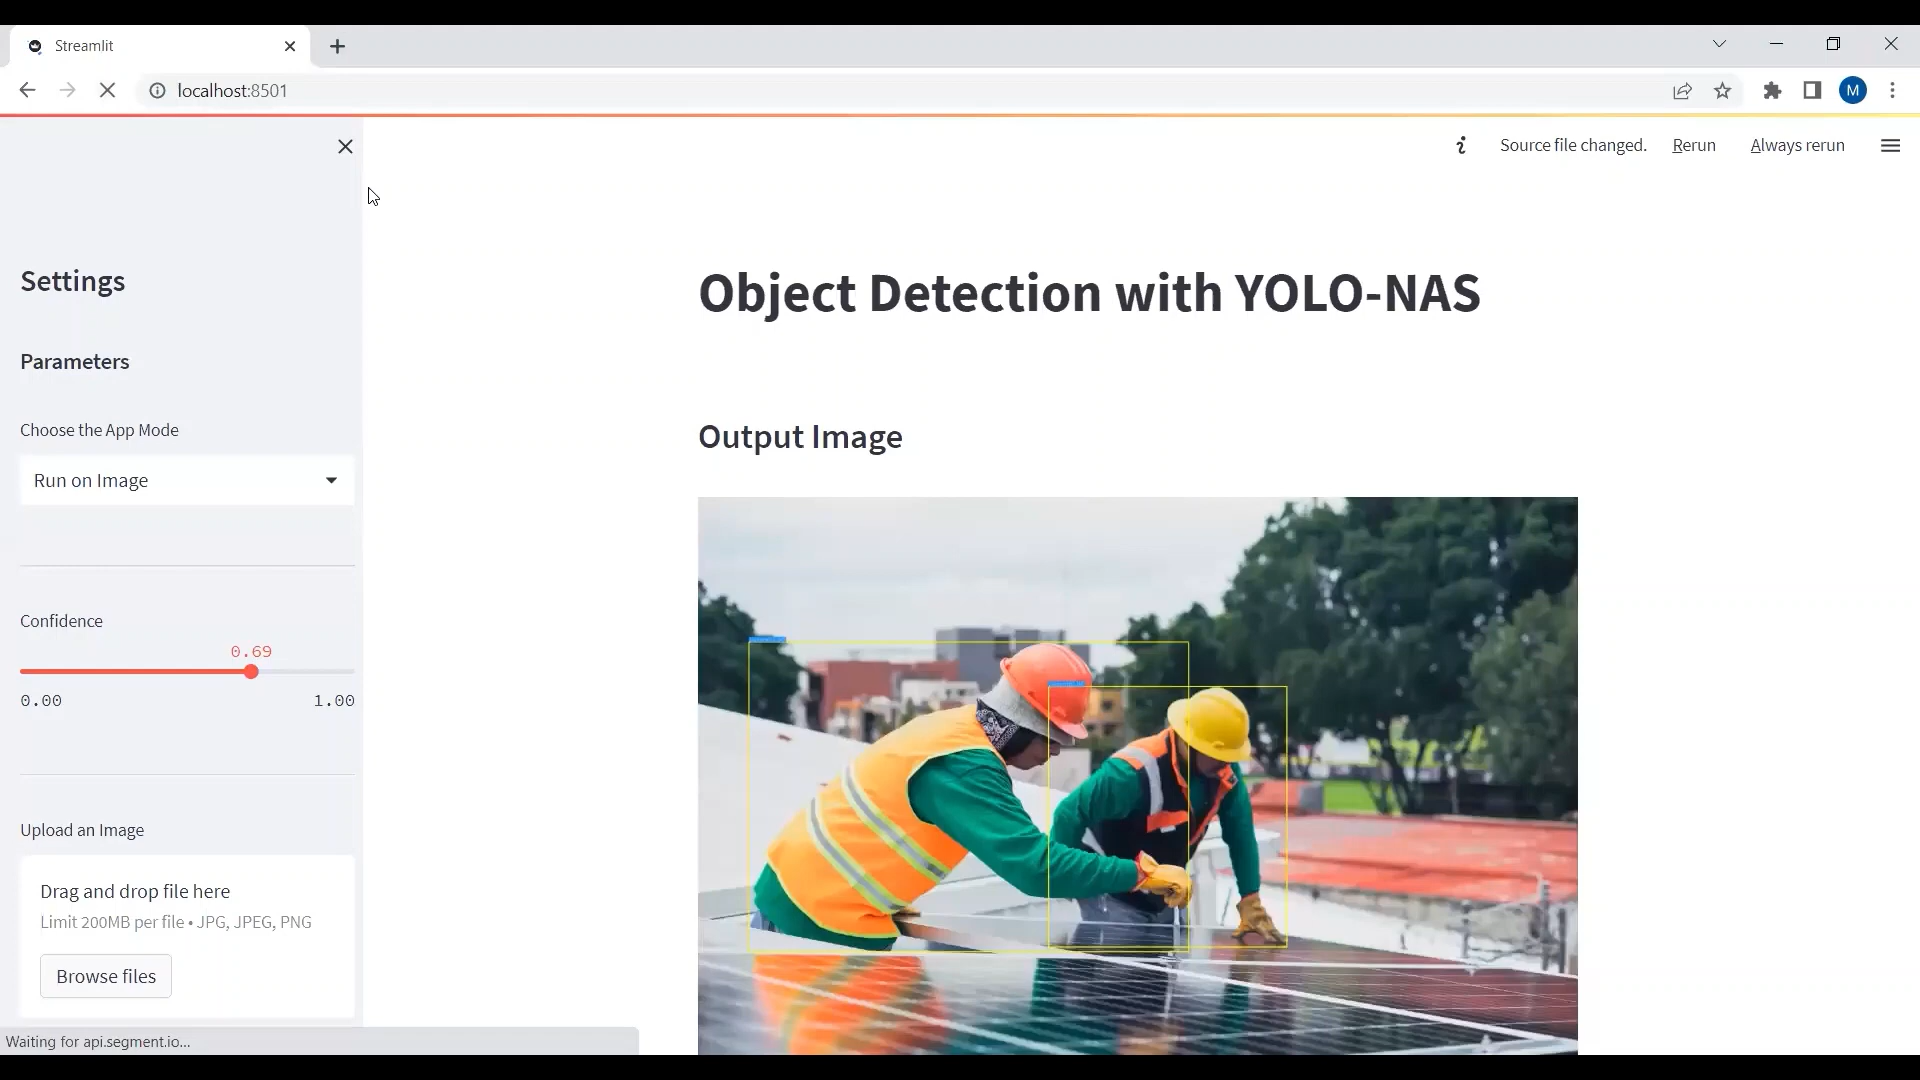 Streamlit
localhost:8501
M
Source file changed. Rerun Always rerun
Settings
Parameters
Choose the App Mode
Run on Image
Confidence
0.69
0.00 1.00
Upload an Image
Drag and drop file here
Limit 200MB per file • JPG, JPEG, PNG
Browse files
Object Detection with YOLO-NAS
Output Image
Waiting for api.segment.io...